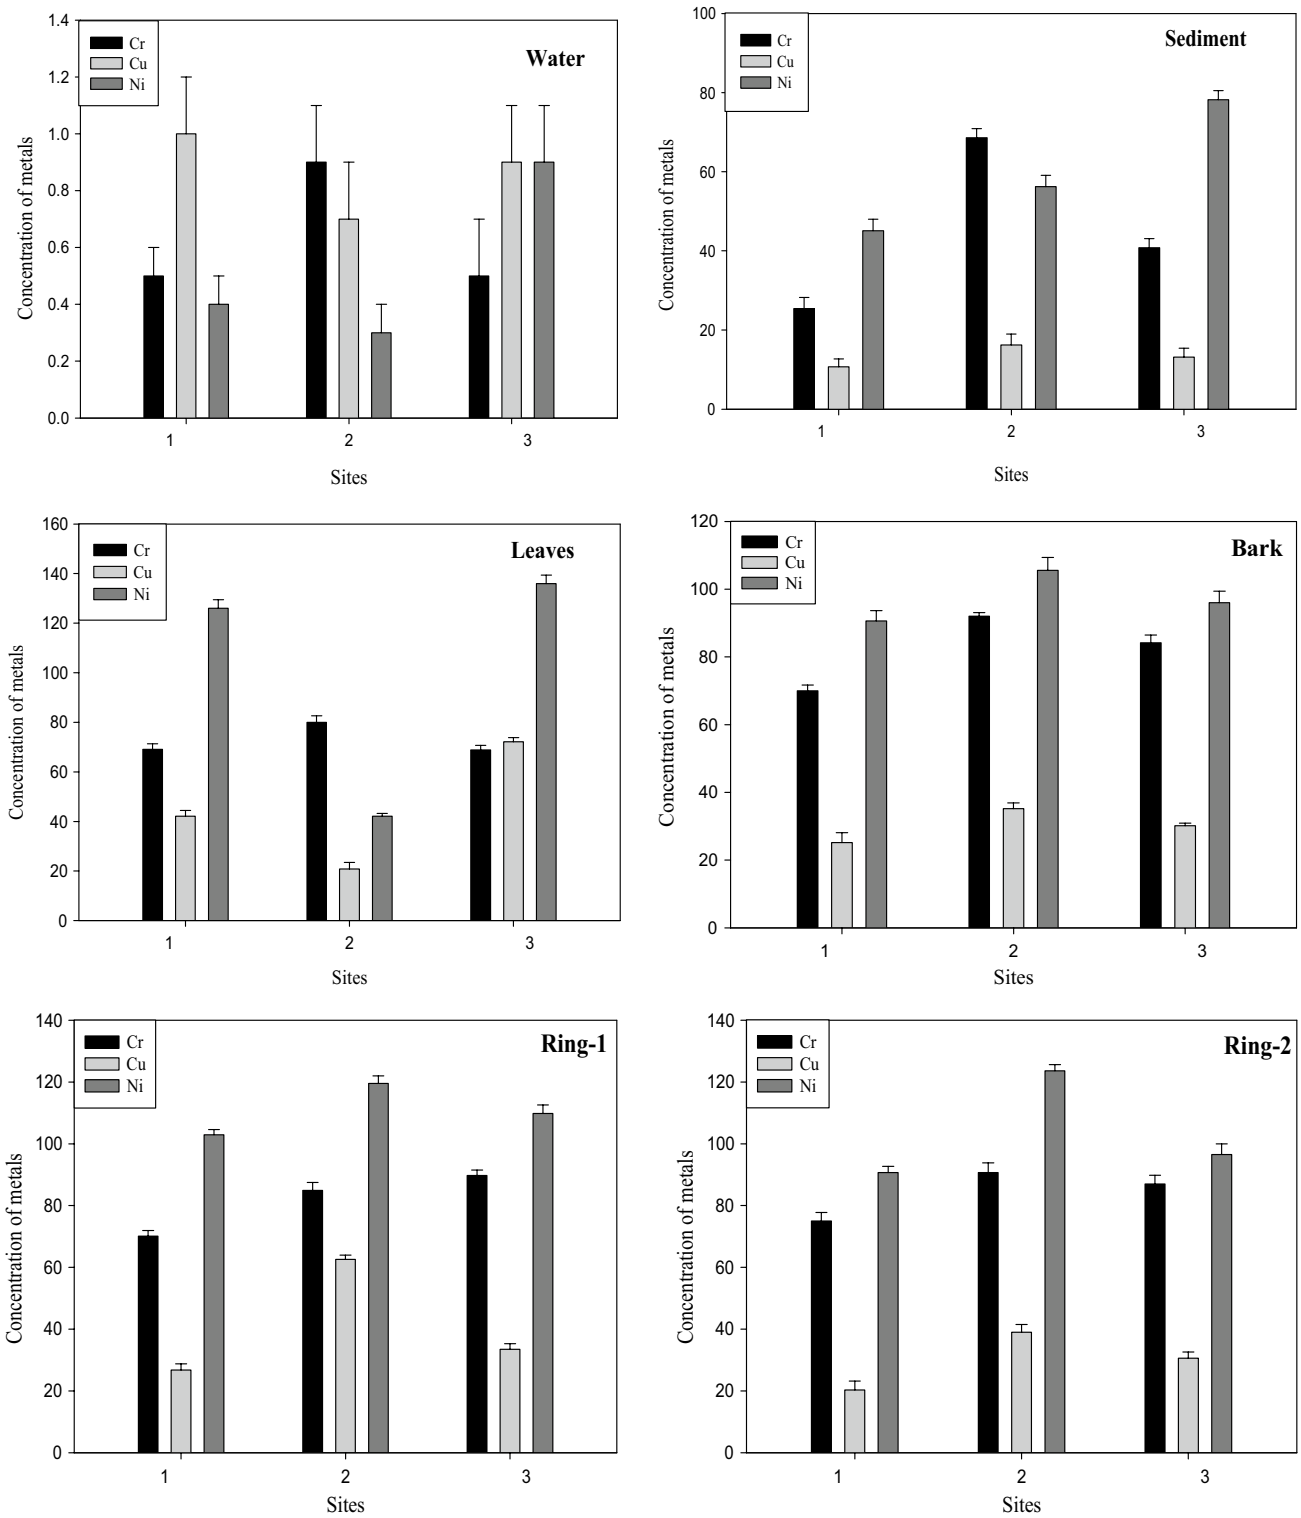 Water
Cr
Cu
Ni
Concentration of metals
1.4
1.2
1.0
0.8
0.6
0.4
0.2
0.0
1 2 3
Sites
Sediment
Cr
Cu
Ni
Concentration of metals
100
80
60
40
20
0
1 2 3
Sites
Leaves
Cr
Cu
Ni
Concentration of metals
160
140
120
100
80
60
40
20
0
1 2 3
Sites
Bark
Cr
Cu
Ni
Concentration of metals
120
100
80
60
40
20
0
1 2 3
Sites
Ring-1
Cr
Cu
Ni
Concentration of metals
140
120
100
80
60
40
20
0
1 2 3
Sites
Ring-2
Cr
Cu
Ni
Concentration of metals
140
120
100
80
60
40
20
0
1 2 3
Sites